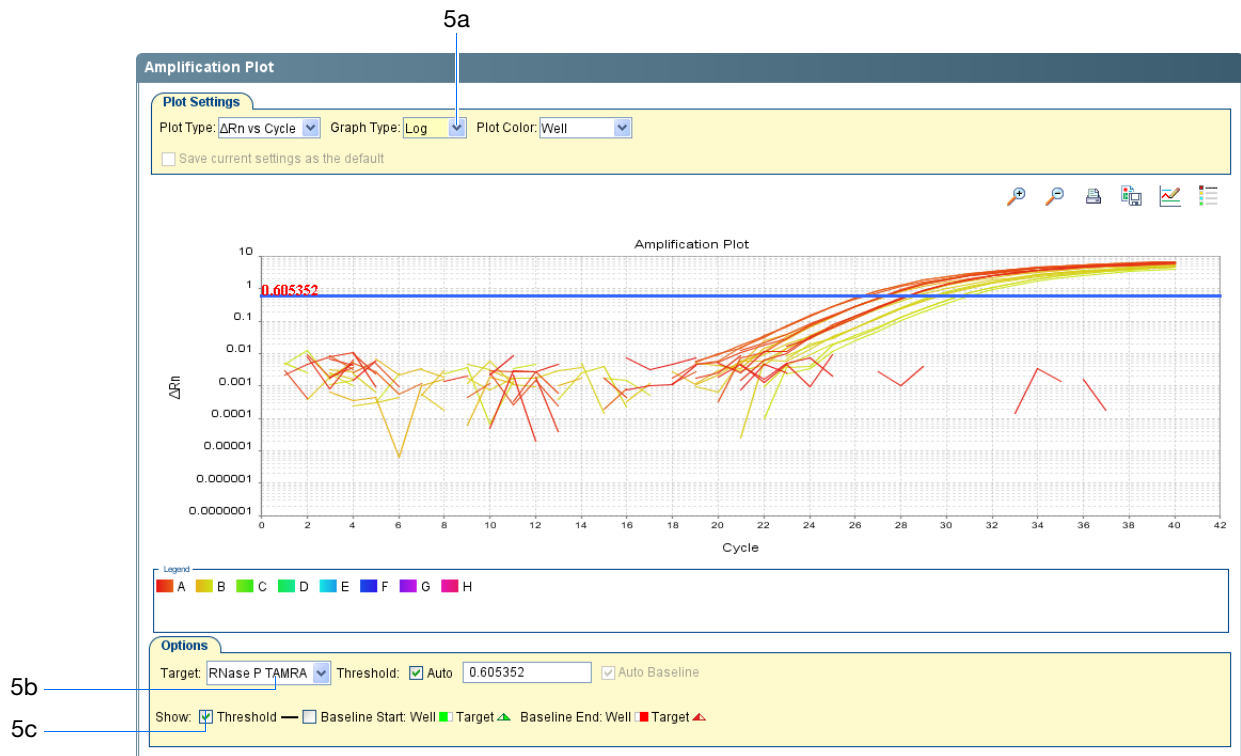 5a
Amplification Plot
Plot Settings
Plot Type: ΔRn vs Cycle Graph Type: Log Plot Color: Well
Save current settings as the default
Amplification Plot
10
1
0.605352
0.1
0.01
0.001
0.0001
0.00001
0.000001
0.0000001
ΔRn
0 2 4 6 8 10 12 14 16 18 20 22 24 26 28 30 32 34 36 38 40 42
Cycle
Legend
A B C D E F G H
Options
Target: RNase P TAMRA Threshold: Auto 0.605352 Auto Baseline
5b
Show: Threshold Baseline Start: Well Target Baseline End: Well Target
5c